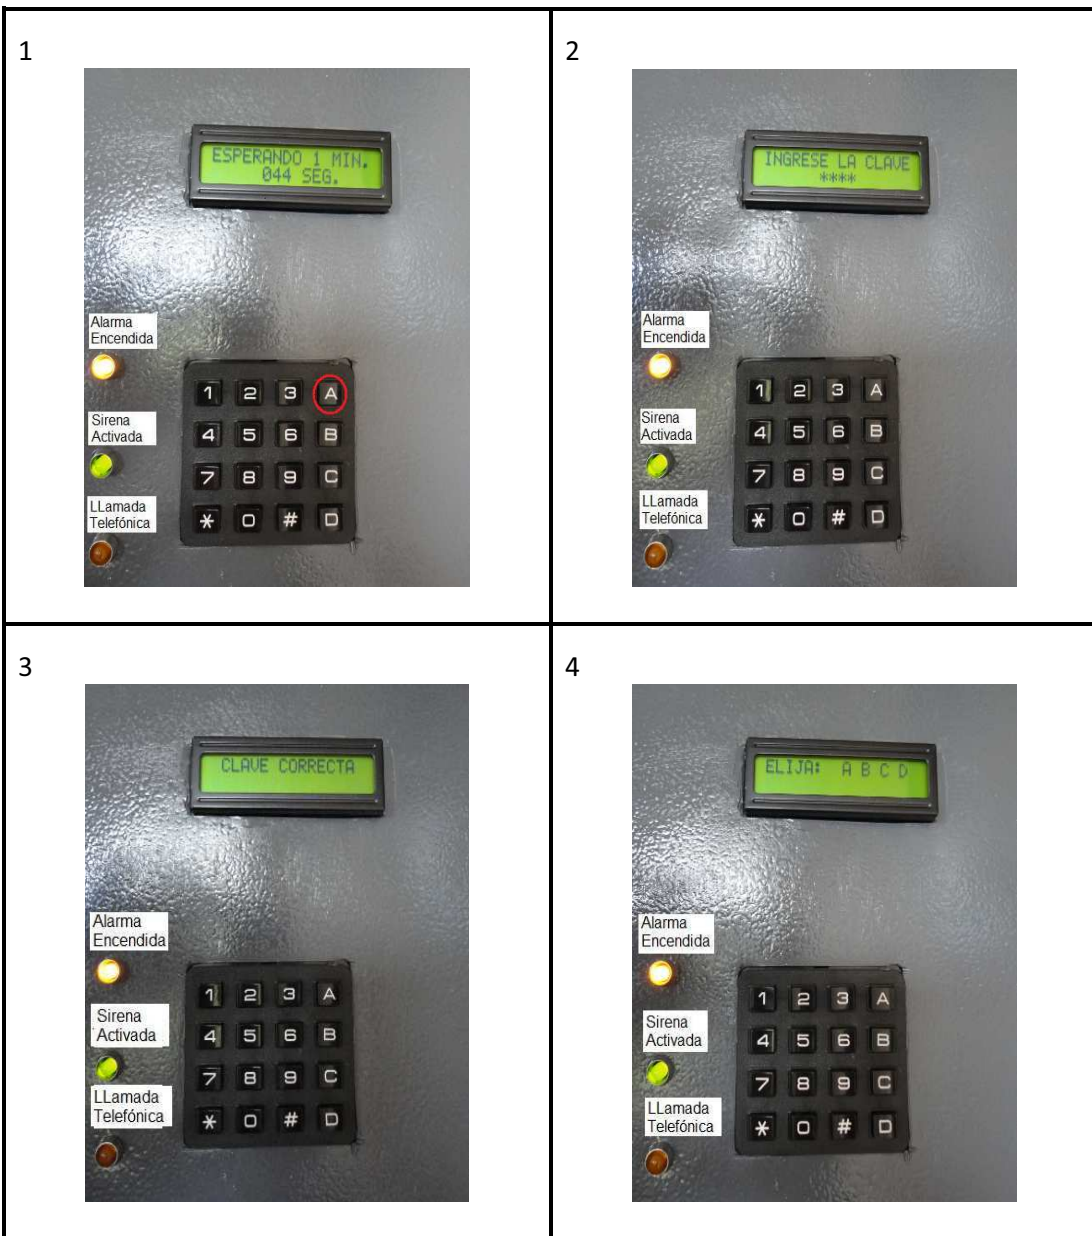 1
ESPERANDO 1 MIN.
044 SEG.
Alarma
Encendida
Sirena
Activada
LLamada
Telefónica
1 2 3 A
4 5 6 B
7 8 9 C
* 0 # D
2
INGRESE LA CLAVE
****
Alarma
Encendida
Sirena
Activada
LLamada
Telefónica
1 2 3 A
4 5 6 B
7 8 9 C
* 0 # D
3
CLAVE CORRECTA
Alarma
Encendida
Sirena
Activada
LLamada
Telefónica
1 2 3 A
4 5 6 B
7 8 9 C
* 0 # D
4
ELIJA: A B C D
Alarma
Encendida
Sirena
Activada
LLamada
Telefónica
1 2 3 A
4 5 6 B
7 8 9 C
* 0 # D